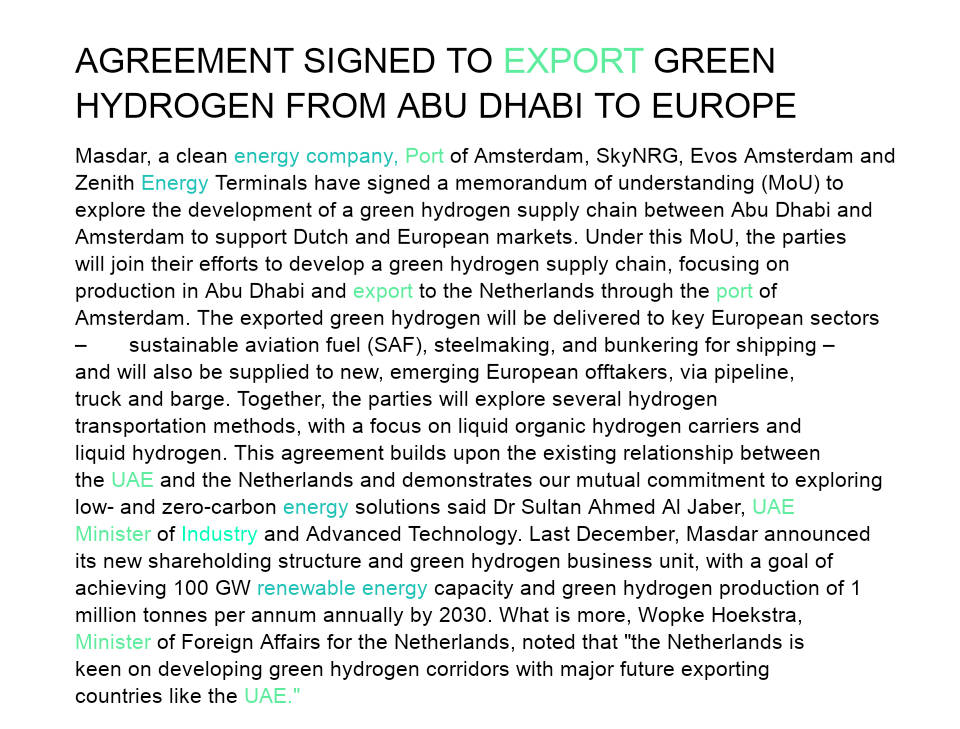 AGREEMENT SIGNED TO EXPORT GREEN
HYDROGEN FROM ABU DHABI TO EUROPE
Masdar, a clean energy company, Port of Amsterdam, SkyNRG, Evos Amsterdam and
Zenith Energy Terminals have signed a memorandum of understanding (MoU) to
explore the development of a green hydrogen supply chain between Abu Dhabi and
Amsterdam to support Dutch and European markets. Under this MoU, the parties
will join their efforts to develop a green hydrogen supply chain, focusing on
production in Abu Dhabi and export to the Netherlands through the port of
Amsterdam. The exported green hydrogen will be delivered to key European sectors
– sustainable aviation fuel (SAF), steelmaking, and bunkering for shipping –
and will also be supplied to new, emerging European offtakers, via pipeline,
truck and barge. Together, the parties will explore several hydrogen
transportation methods, with a focus on liquid organic hydrogen carriers and
liquid hydrogen. This agreement builds upon the existing relationship between
the UAE and the Netherlands and demonstrates our mutual commitment to exploring
low- and zero-carbon energy solutions said Dr Sultan Ahmed Al Jaber, UAE
Minister of Industry and Advanced Technology. Last December, Masdar announced
its new shareholding structure and green hydrogen business unit, with a goal of
achieving 100 GW renewable energy capacity and green hydrogen production of 1
million tonnes per annum annually by 2030. What is more, Wopke Hoekstra,
Minister of Foreign Affairs for the Netherlands, noted that "the Netherlands is
keen on developing green hydrogen corridors with major future exporting
countries like the UAE."